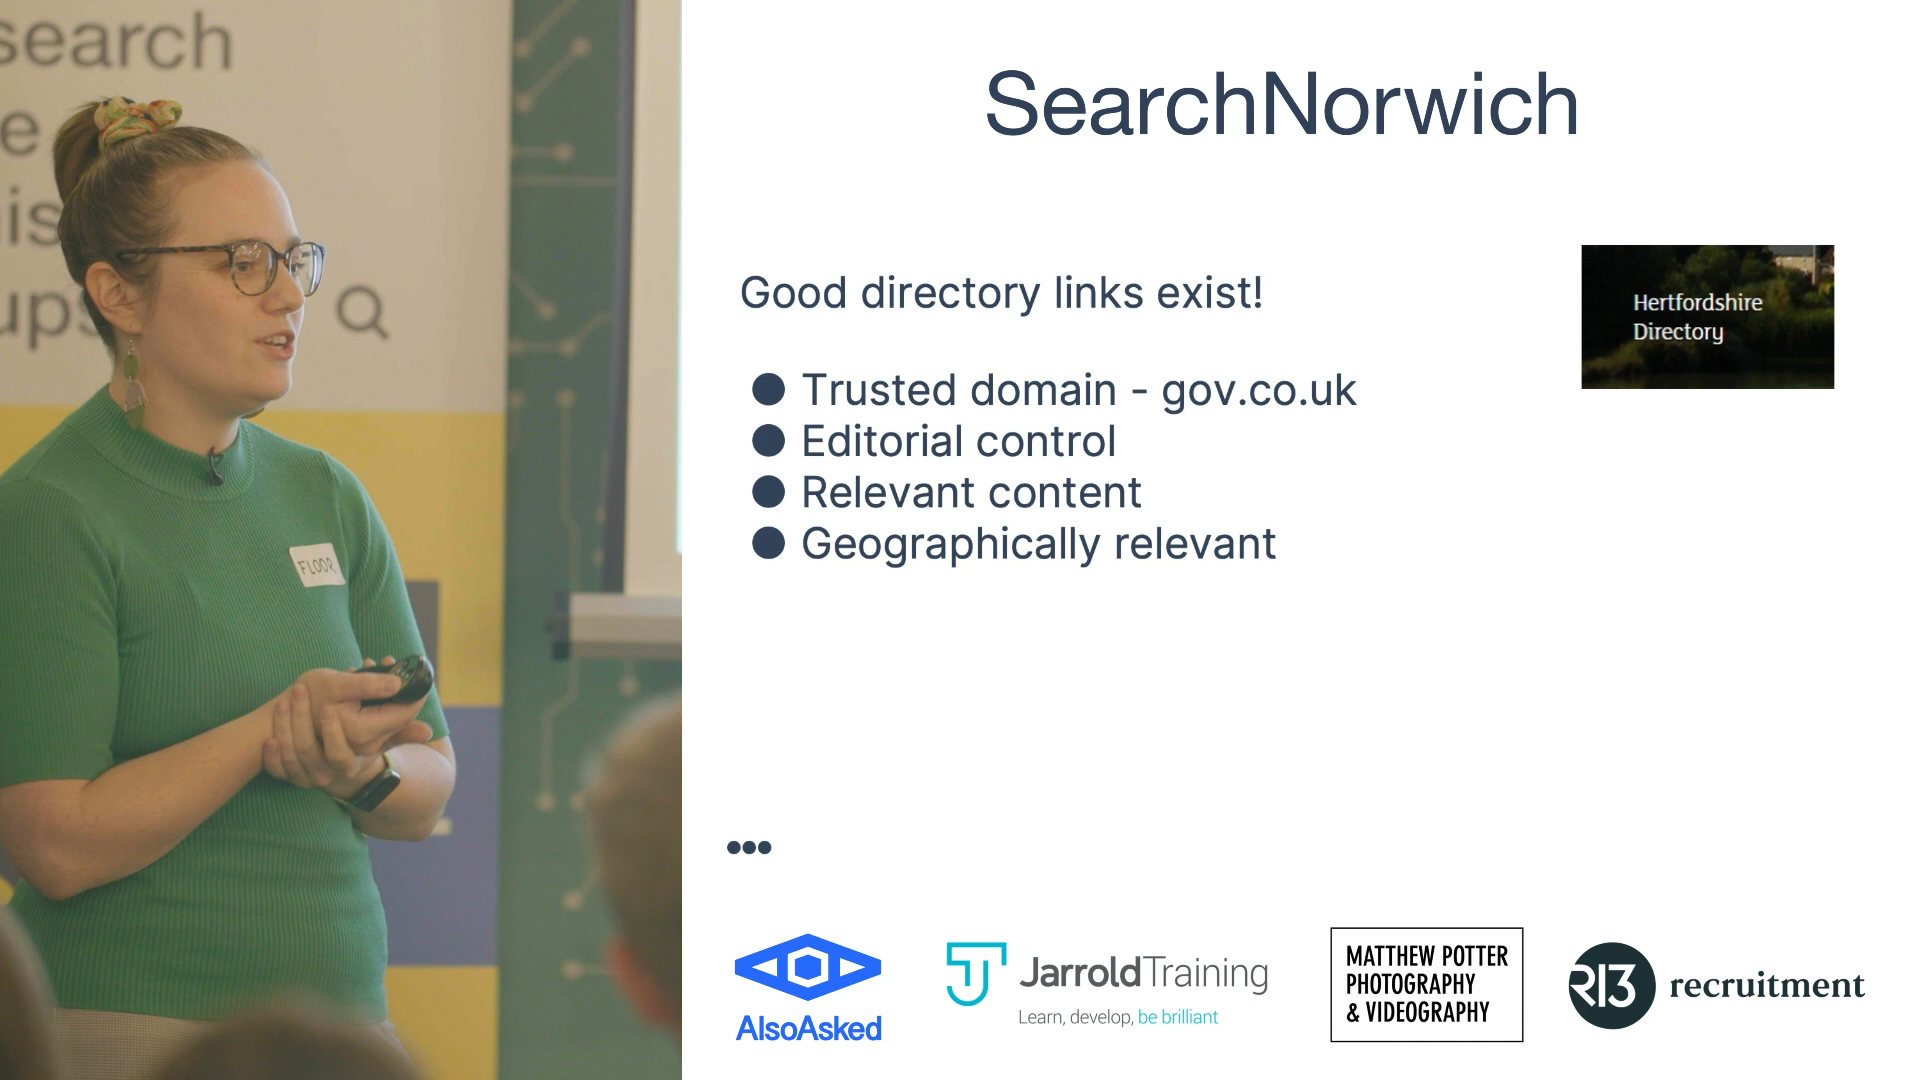 search
e
is
ups
FLOOR
SearchNorwich
Good directory links exist!
● Trusted domain - gov.co.uk
● Editorial control
● Relevant content
● Geographically relevant
Hertfordshire
Directory
•••
AlsoAsked
JarroldTraining
Learn, develop, be brilliant
MATTHEW POTTER
PHOTOGRAPHY
& VIDEOGRAPHY
R13 recruitment